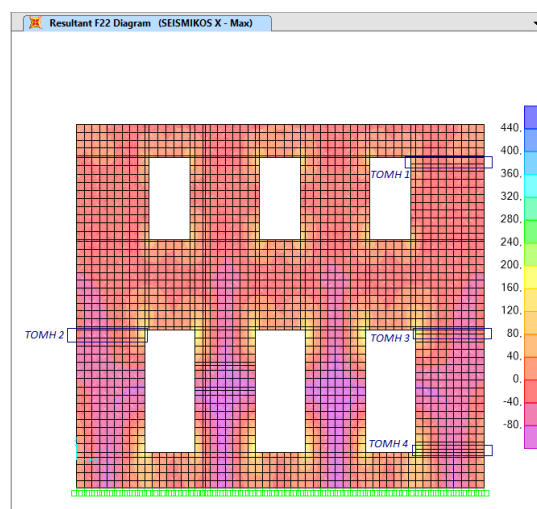 Resultant F22 Diagram (SEISMIKOS X - Max)
TOMH 1
TOMH 2
TOMH 3
TOMH 4
440,
400,
360,
320,
280,
240,
200,
160,
120,
80,
40,
0,
-40,
-80,